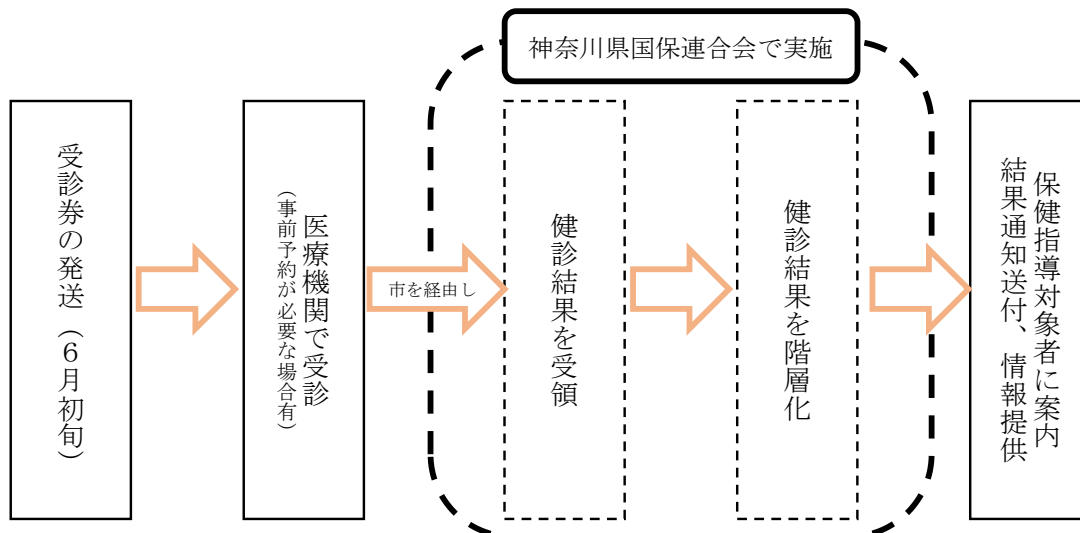 神奈川県国保連合会で実施
受診券の発送（６月初旬）
医療機関で受診
（事前予約が必要な場合有）
市を経由し
健診結果を受領
健診結果を階層化
保健指導対象者に案内
結果通知送付、情報提供